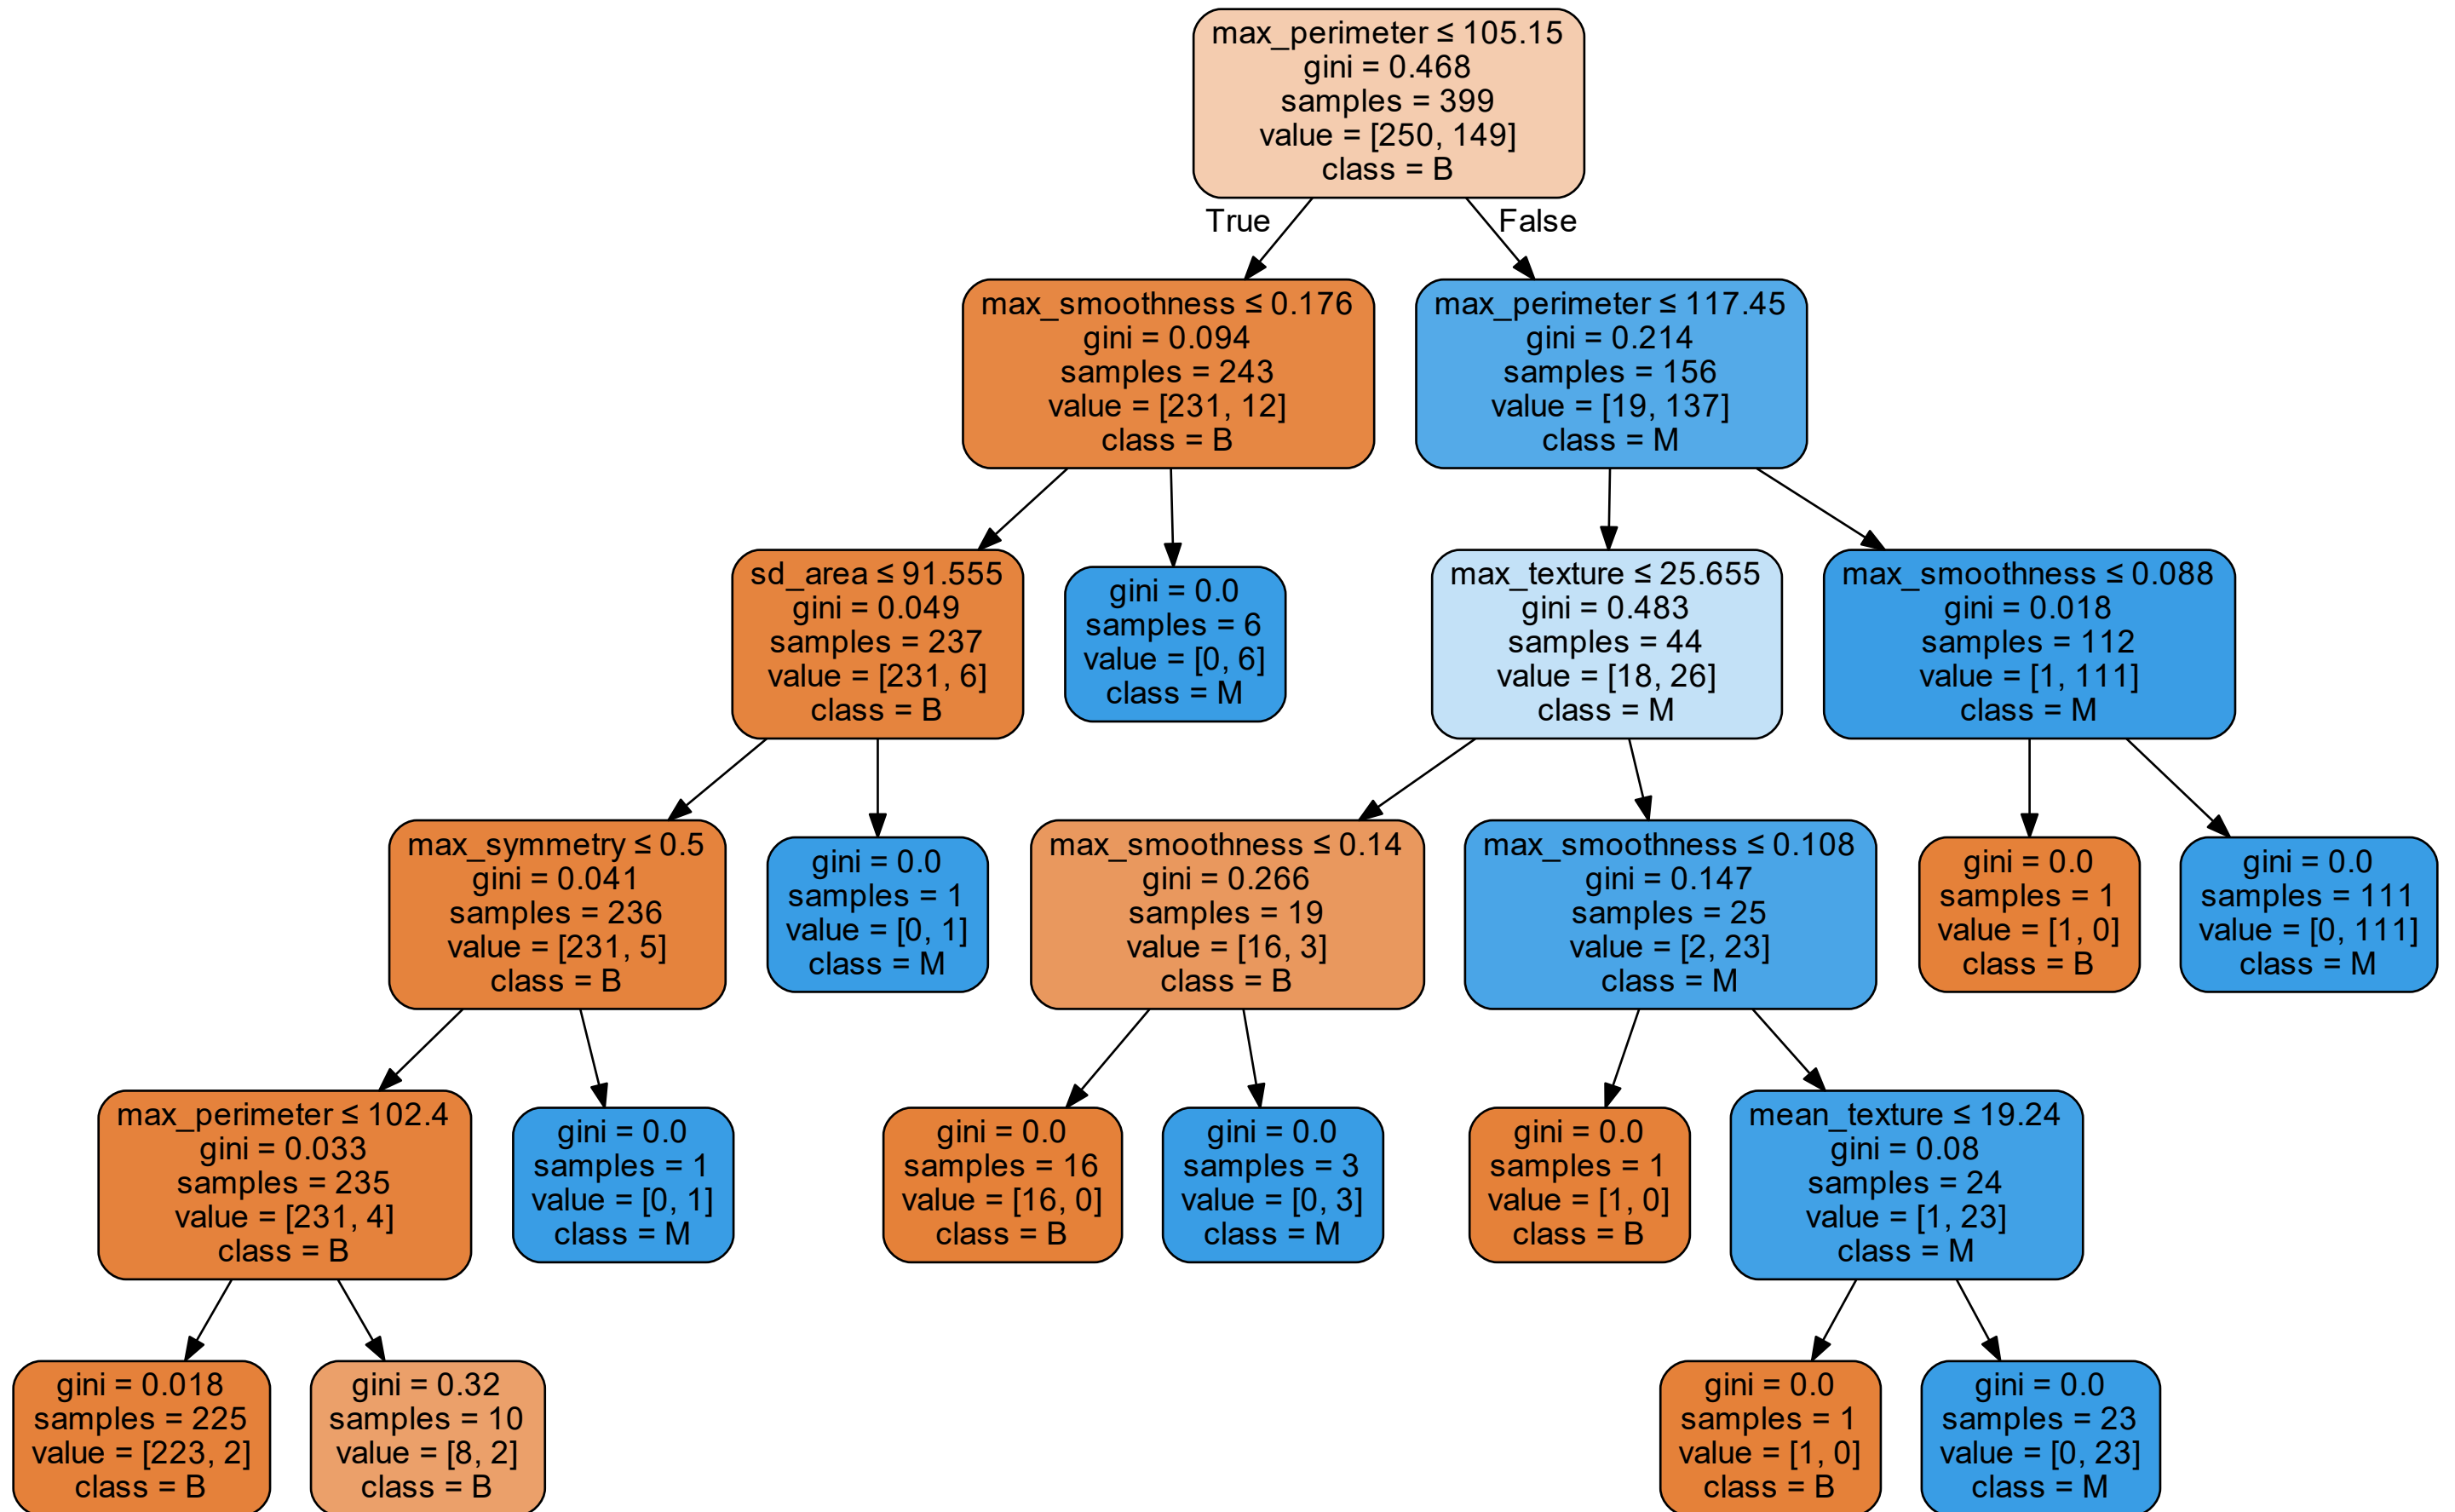 max_perimeter ≤ 105.15
gini = 0.468
samples = 399
value = [250, 149]
class = B
True
False
max_smoothness ≤ 0.176
gini = 0.094
samples = 243
value = [231, 12]
class = B
max_perimeter ≤ 117.45
gini = 0.214
samples = 156
value = [19, 137]
class = M
sd_area ≤ 91.555
gini = 0.049
samples = 237
value = [231, 6]
class = B
gini = 0.0
samples = 6
value = [0, 6]
class = M
max_texture ≤ 25.655
gini = 0.483
samples = 44
value = [18, 26]
class = M
max_smoothness ≤ 0.088
gini = 0.018
samples = 112
value = [1, 111]
class = M
max_symmetry ≤ 0.5
gini = 0.041
samples = 236
value = [231, 5]
class = B
gini = 0.0
samples = 1
value = [0, 1]
class = M
max_smoothness ≤ 0.14
gini = 0.266
samples = 19
value = [16, 3]
class = B
max_smoothness ≤ 0.108
gini = 0.147
samples = 25
value = [2, 23]
class = M
gini = 0.0
samples = 1
value = [1, 0]
class = B
gini = 0.0
samples = 111
value = [0, 111]
class = M
max_perimeter ≤ 102.4
gini = 0.033
samples = 235
value = [231, 4]
class = B
gini = 0.0
samples = 1
value = [0, 1]
class = M
gini = 0.0
samples = 16
value = [16, 0]
class = B
gini = 0.0
samples = 3
value = [0, 3]
class = M
gini = 0.0
samples = 1
value = [1, 0]
class = B
mean_texture ≤ 19.24
gini = 0.08
samples = 24
value = [1, 23]
class = M
gini = 0.018
samples = 225
value = [223, 2]
class = B
gini = 0.32
samples = 10
value = [8, 2]
class = B
gini = 0.0
samples = 1
value = [1, 0]
class = B
gini = 0.0
samples = 23
value = [0, 23]
class = M